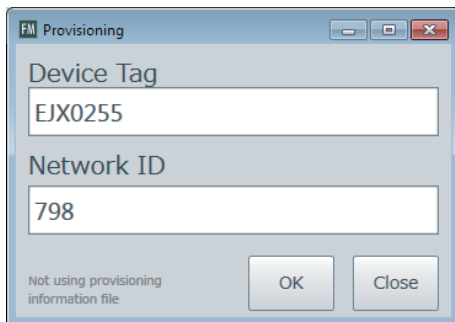 FM Provisioning
Device Tag
EJX0255
Network ID
798
Not using provisioning
information file
OK
Close